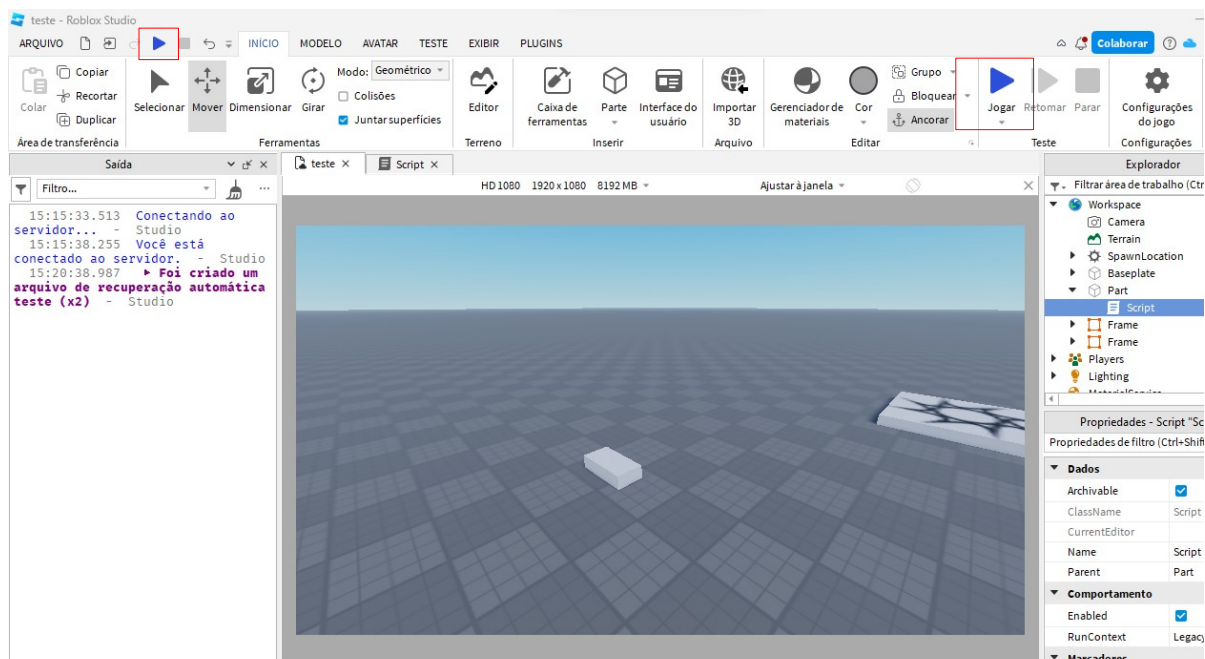 teste - Roblox Studio
ARQUIVO INÍCIO MODELO AVATAR TESTE EXIBIR PLUGINS Colaborar
Colar
Copiar
Recortar
Duplicar
Área de transferência
Selecionar Mover Dimensionar Girar
Modo: Geométrico
Colisões
Juntar superfícies
Ferramentas
Editor
Terreno
Caixa de
ferramentas
Parte
Interface do
usuário
Inserir
Importar
3D
Arquivo
Gerenciador de
materiais
Cor
Grupo
Bloquear
Ancorar
Editar
Jogar Retomar Parar
Teste
Configurações
do jogo
Configurações
Saída
Filtro...
15:15:33.513 Conectando ao
servidor... - Studio
15:15:38.255 Você está
conectado ao servidor. - Studio
15:20:38.987 Foi criado um
arquivo de recuperação automática
teste (x2) - Studio
teste Script
HD 1080 1920 x 1080 8192 MB Ajustar à janela
Explorador
Filtrar área de trabalho (Ctr
Workspace
Camera
Terrain
SpawnLocation
Baseplate
Part
Script
Frame
Frame
Players
Lighting
MaterialService
Propriedades - Script "Sc
Propriedades de filtro (Ctrl+Shif
Dados
Archivable
ClassName Script
CurrentEditor
Name Script
Parent Part
Comportamento
Enabled
RunContext Legacy
Marcadores